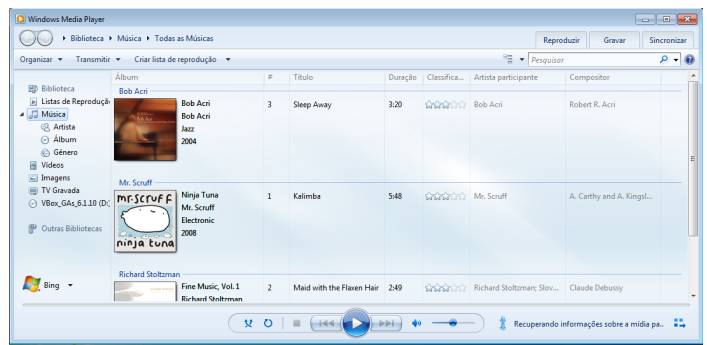 Windows Media Player
Biblioteca Música Todas as Músicas
Reproduzir Gravar Sincronizar
Organizar Transmitir Criar lista de reprodução Pesquisar
Álbum # Título Duração Classifica... Artista participante Compositor
Biblioteca
Listas de Reproduçã
Música
Artista
Álbum
Gênero
Vídeos
Imagens
TV Gravada
VBox_GAs_6.1.10 (D:)
Outras Bibliotecas
Bing
Bob Acri
Bob Acri 3 Sleep Away 3:20 Bob Acri Robert R. Acri
Bob Acri
Jazz
2004
Mr. Scruff
mr.scruff
ninja tuna
Ninja Tuna 1 Kalimba 5:48 Mr. Scruff A. Carthy and A. Kingsl...
Mr. Scruff
Electronic
2008
Richard Stoltzman
Fine Music, Vol. 1 2 Maid with the Flaxen Hair 2:49 Richard Stoltzman; Slov... Claude Debussy
Richard Stoltzman
Recuperando informações sobre a mídia pa..